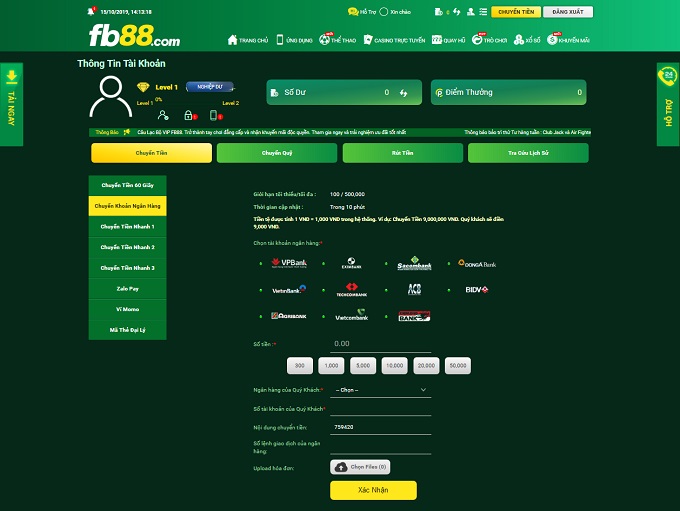 15/10/2019, 14:13:18
Hỗ Trợ
Xin chào
0
CHUYỂN TIỀN
ĐĂNG XUẤT
fb88.com
TRANG CHỦ
ỨNG DỤNG
THỂ THAO
CASINO TRỰC TUYẾN
QUAY HŨ
TRÒ CHƠI
XỔ SỐ
KHUYẾN MÃI
Thông Tin Tài Khoản
TẢI NGAY
24
HỖ TRỢ
Level 1
NGHIỆP DƯ
0%
Level 1
Level 2
Số Dư
0
Điểm Thưởng
0
Thông Báo
Câu Lạc Bộ VIP FB88. Trở thành tay chơi đẳng cấp và nhận khuyến mãi độc quyền. Tham gia ngay và trải nghiệm ưu đãi tốt nhất
Thông báo bảo trì thứ Tư hàng tuần : Club Jack và Air Fighter
Chuyển Tiền
Chuyển Quỹ
Rút Tiền
Tra Cứu Lịch Sử
Chuyển Tiền 60 Giây
Chuyển Khoản Ngân Hàng
Chuyển Tiền Nhanh 1
Chuyển Tiền Nhanh 2
Chuyển Tiền Nhanh 3
Zalo Pay
Ví Momo
Mã Thẻ Đại Lý
Giới hạn tối thiểu/tối đa :
100 / 500,000
Thời gian cập nhật :
Trong 10 phút
Tiền tệ được tính 1 VND = 1,000 VND trong hệ thống. Ví dụ: Chuyển Tiền 9,000,000 VND. Quý khách sẽ điền
9,000 VND.
Chọn tài khoản ngân hàng:*
VPBank
EXIMBANK
Sacombank
DONGA Bank
VietinBank
TECHCOMBANK
ACB
BIDV
AGRIBANK
Vietcombank
BANK
Số tiền :*
0.00
300
1,000
5,000
10,000
20,000
50,000
Ngân hàng của Quý Khách:*
-- Chọn --
Số tài khoản của Quý Khách*
Nội dung chuyển tiền:
759420
Số lệnh giao dịch của ngân
hàng:
Upload hóa đơn:
Chọn Files (0)
Xác Nhận